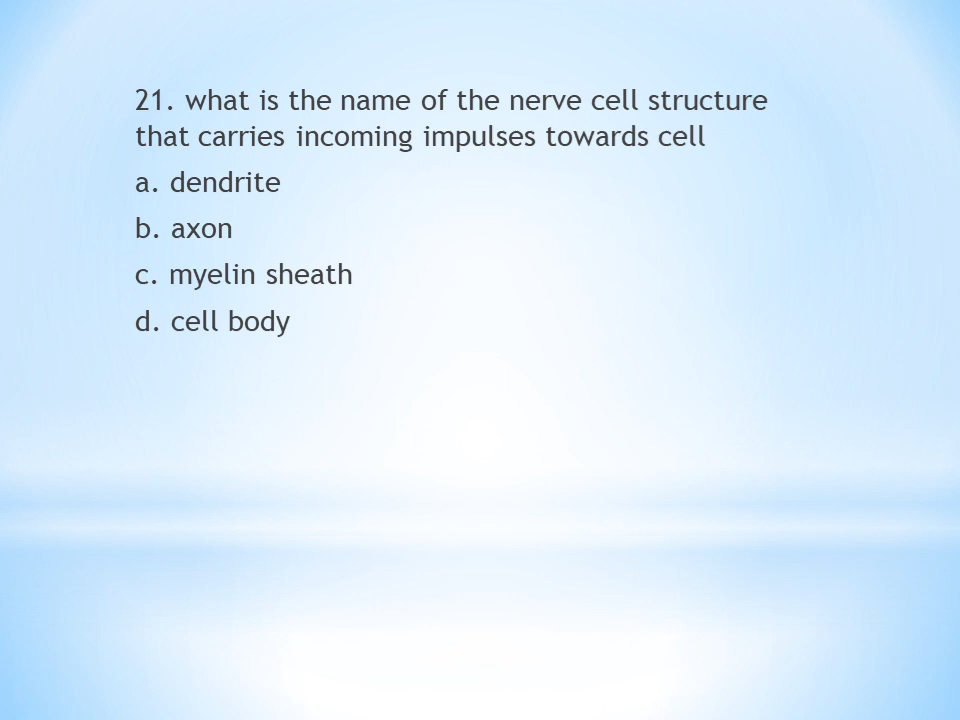 21. what is the name of the nerve cell structure
that carries incoming impulses towards cell
a. dendrite
b. axon
c. myelin sheath
d. cell body